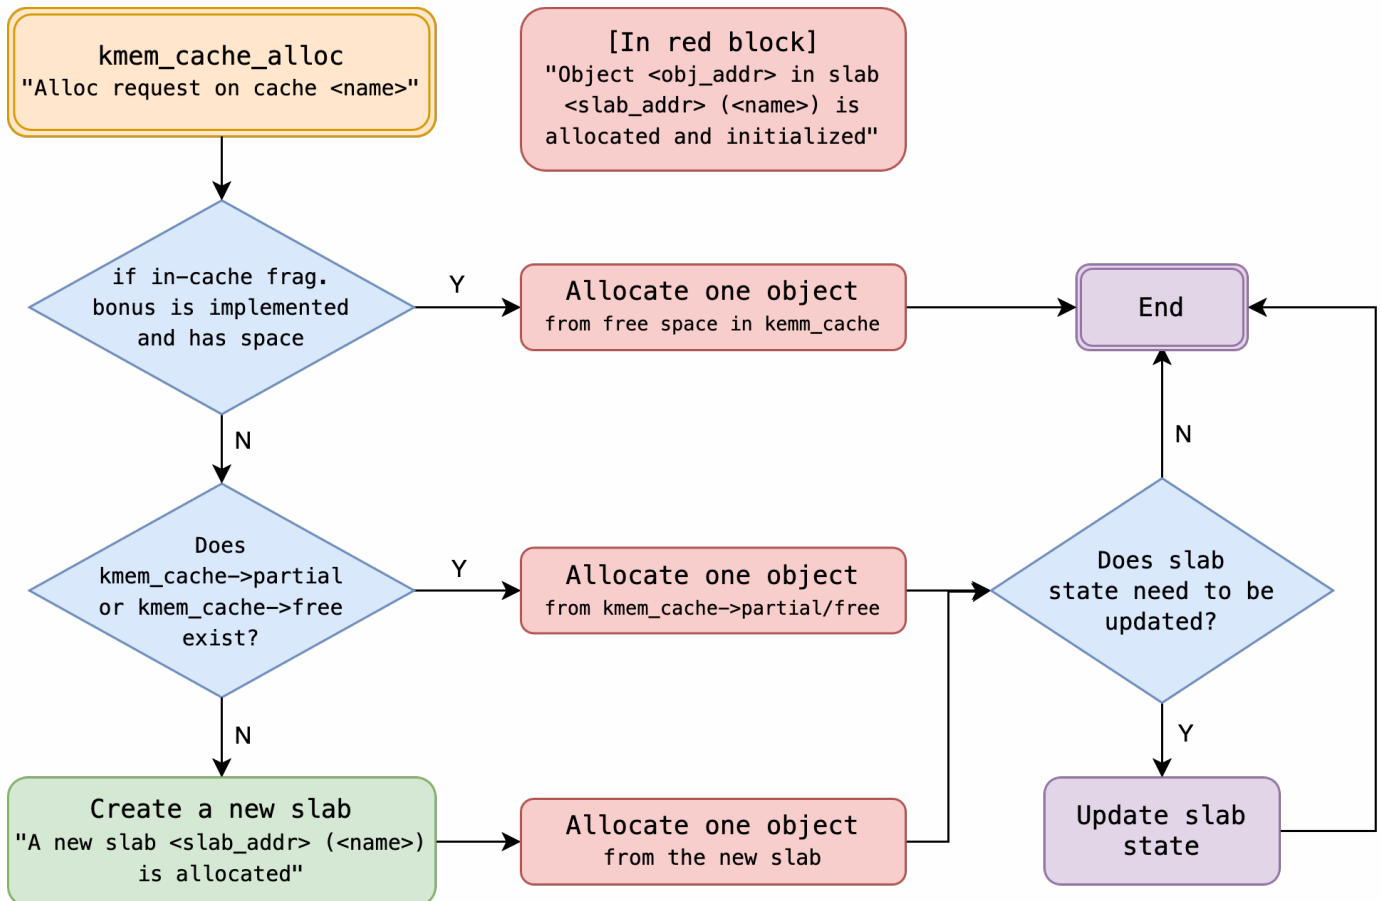 kmem_cache_alloc
"Alloc request on cache <name>"
[In red block]
"Object <obj_addr> in slab
<slab_addr> (<name>) is
allocated and initialized"
if in-cache frag.
bonus is implemented
and has space
Y
Allocate one object
from free space in kemm_cache
End
N
N
Does
kmem_cache->partial
or kmem_cache->free
exist?
Y
Allocate one object
from kmem_cache->partial/free
Does slab
state need to be
updated?
N
Y
Create a new slab
"A new slab <slab_addr> (<name>)
is allocated"
Allocate one object
from the new slab
Update slab
state